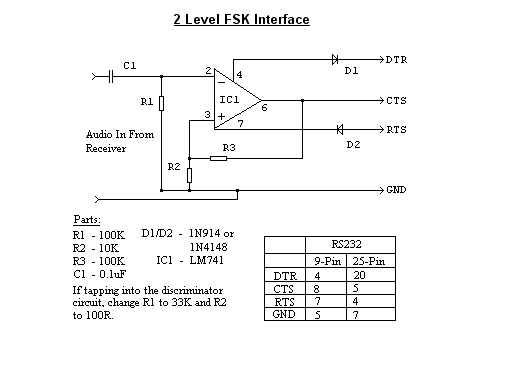 2 Level FSK Interface
DTR
D1
C1
2
4
R1
IC1
6
CTS
3
7
RTS
D2
Audio In From
Receiver
R3
R2
GND
Parts:
R1 - 100K
R2 - 10K
R3 - 100K
C1 - 0.1uF
D1/D2 - 1N914 or
1N4148
IC1 - LM741
If tapping into the discriminator
circuit, change R1 to 33K and R2
to 100R.
RS232
9-Pin 25-Pin
DTR 4 20
CTS 8 5
RTS 7 4
GND 5 7